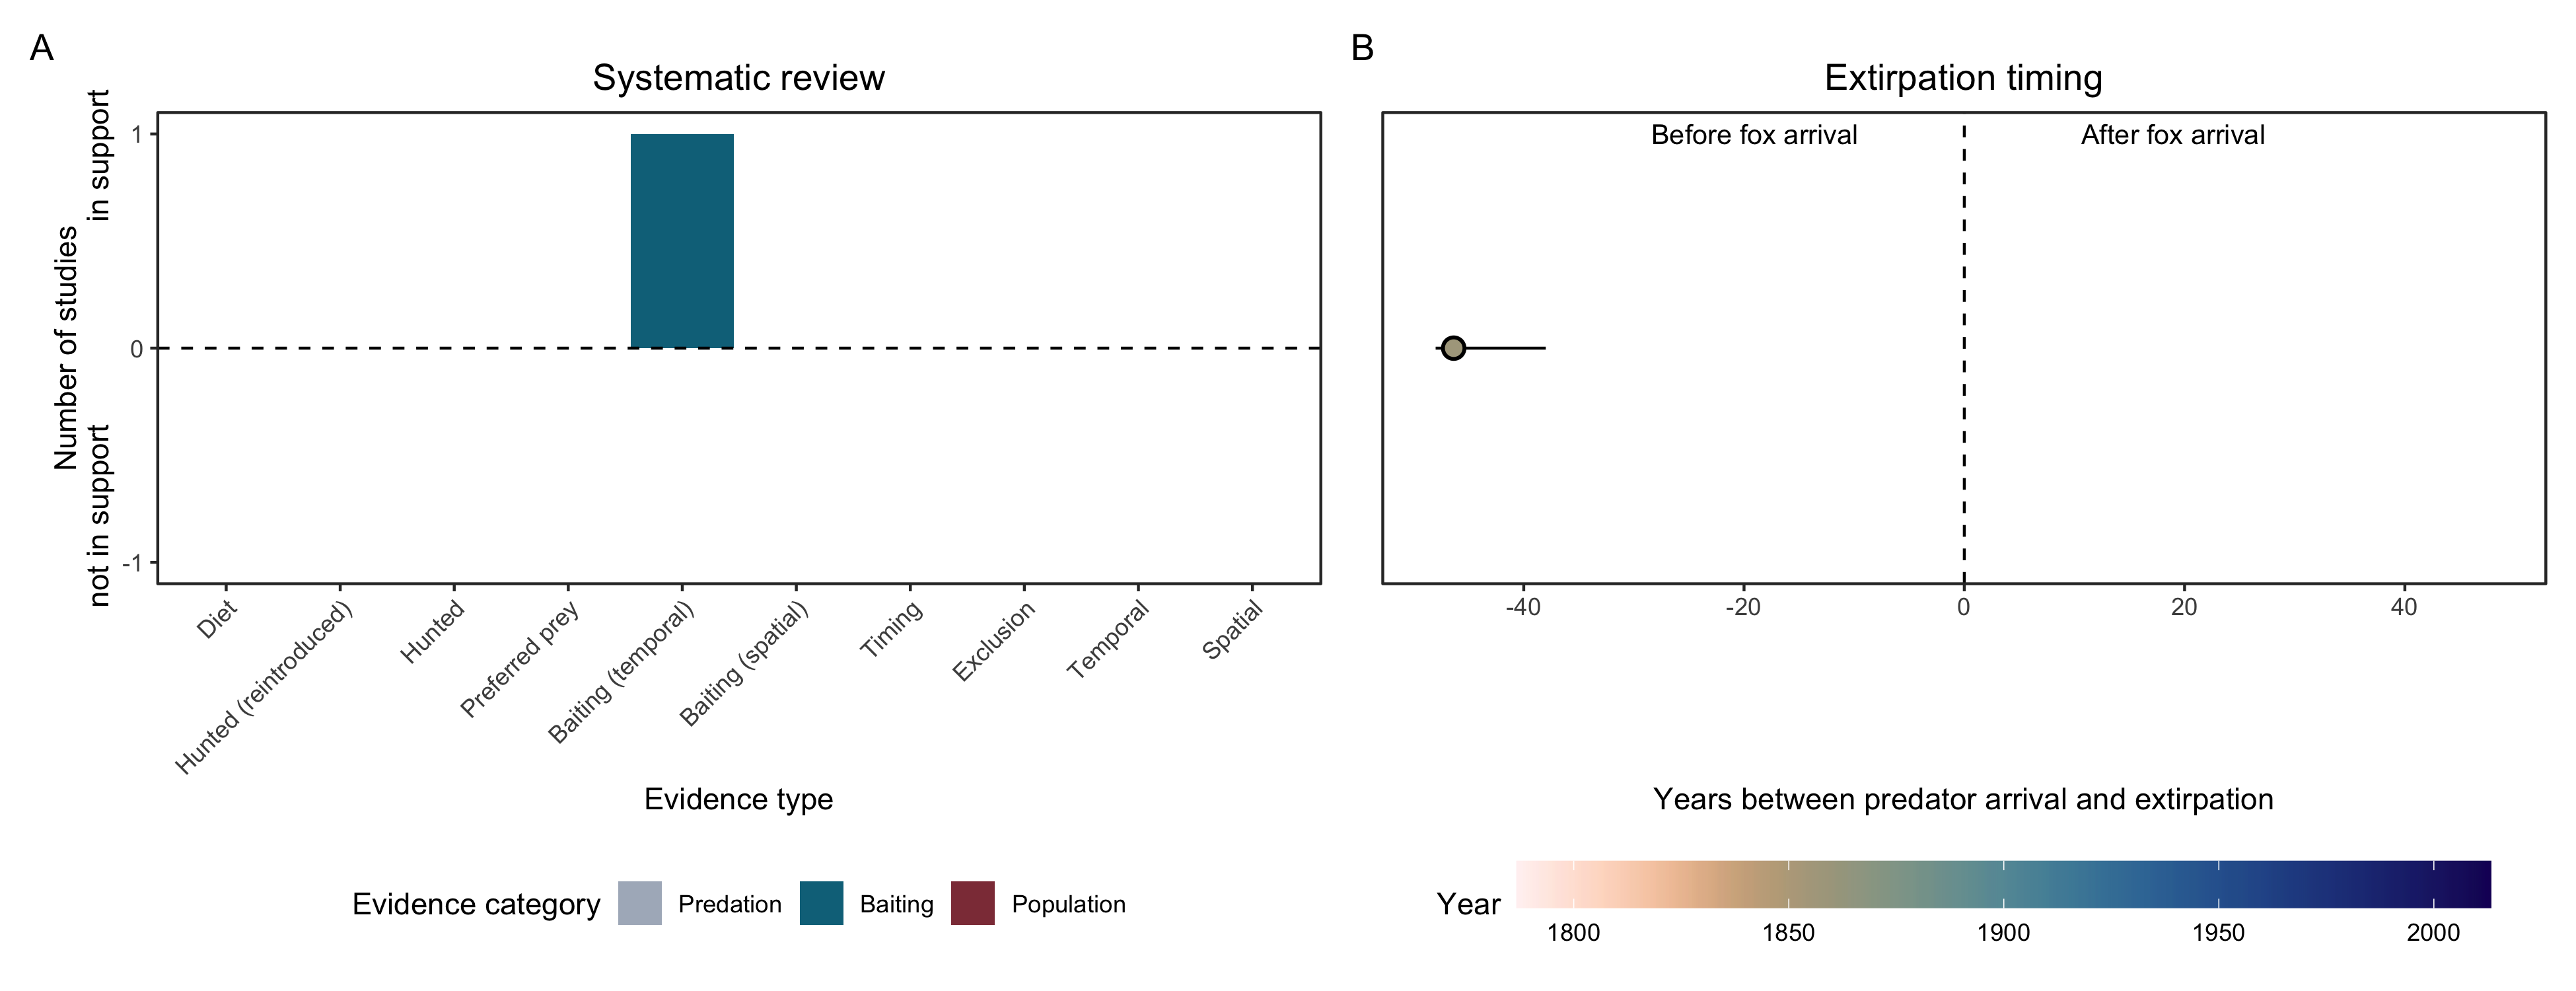 A
Systematic review
Number of studies
not in support
in support
1
0
-1
Diet
Hunted (reintroduced)
Hunted
Preferred prey
Baiting (temporal)
Baiting (spatial)
Timing
Exclusion
Temporal
Spatial
Evidence type
Evidence category
Predation
Baiting
Population
B
Extirpation timing
Before fox arrival
After fox arrival
-40
-20
0
20
40
Years between predator arrival and extirpation
Year
1800
1850
1900
1950
2000